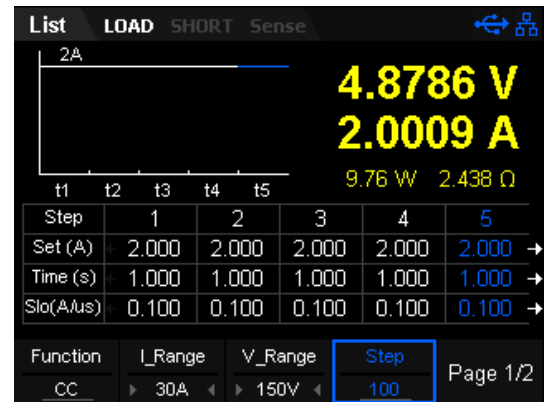 List LOAD SHORT Sense
2A
4.8786 V
2.0009 A
9.76 W 2.438 Ω
t1 t2 t3 t4 t5
Step 1 2 3 4 5
Set (A) 2.000 2.000 2.000 2.000 2.000
Time (s) 1.000 1.000 1.000 1.000 1.000
Slo(A/us) 0.100 0.100 0.100 0.100 0.100
Function I_Range V_Range Step Page 1/2
CC 30A 150V 100